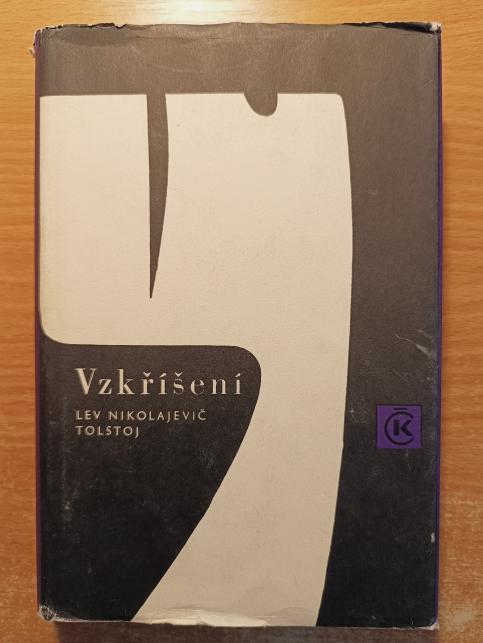 Vzkříšení
LEV NIKOLAJEVIČ
TOLSTOJ
ČK